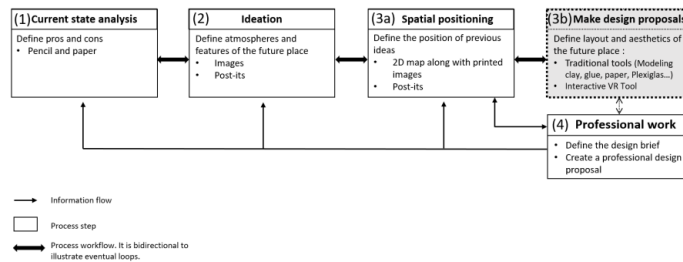 (1) Current state analysis
Define pros and cons
• Pencil and paper
(2) Ideation
Define atmospheres and
features of the future place
• Images
• Post-its
(3a) Spatial positioning
Define the position of previous
ideas
• 2D map along with printed
images
• Post-its
(3b) Make design proposals
Define layout and aesthetics of
the future place :
• Traditional tools (Modeling
clay, glue, paper, Plexiglas...)
• Interactive VR Tool
(4) Professional work
• Define the design brief
• Create a professional design
proposal
Information flow
Process step
Process workflow. It is bidirectional to
illustrate eventual loops.